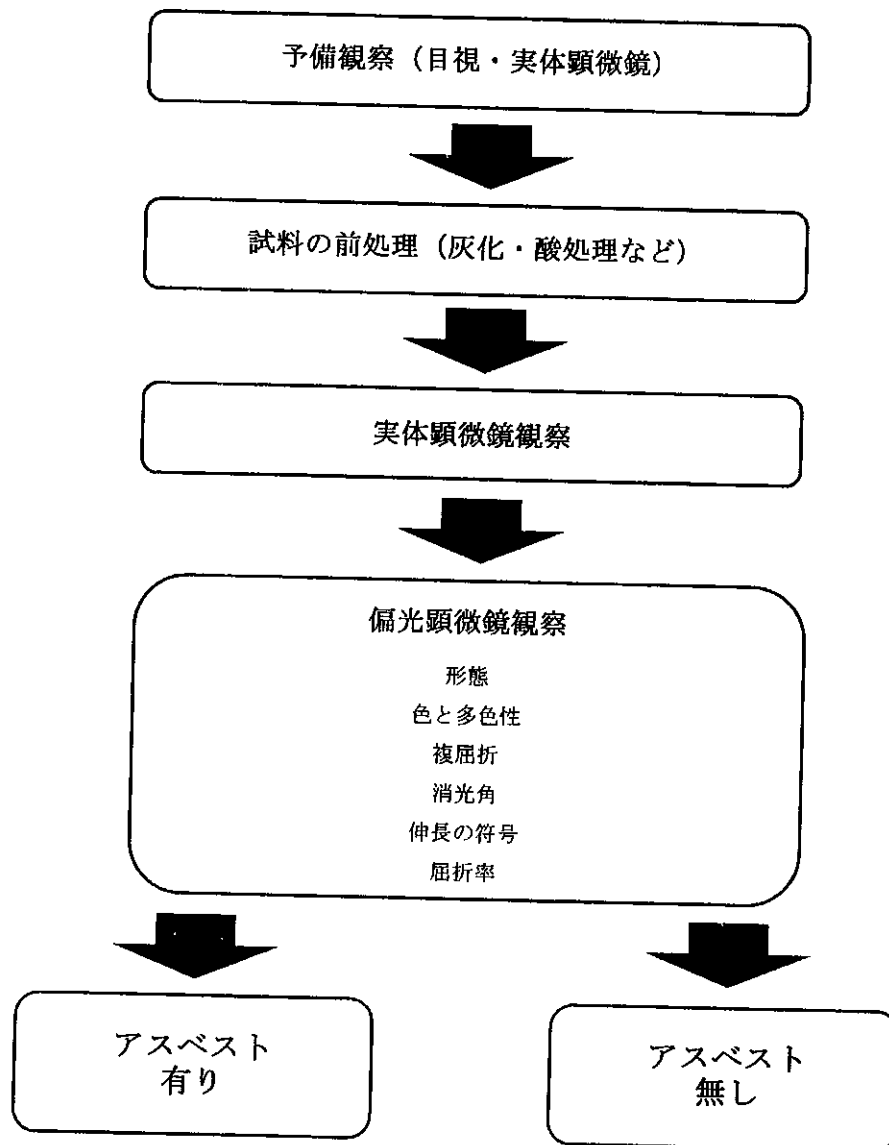 予備観察（目視・実体顕微鏡）
試料の前処理（灰化・酸処理など）
実体顕微鏡観察
偏光顕微鏡観察
形態
色と多色性
複屈折
消光角
伸長の符号
屈折率
アスベスト
有り
アスベスト
無し